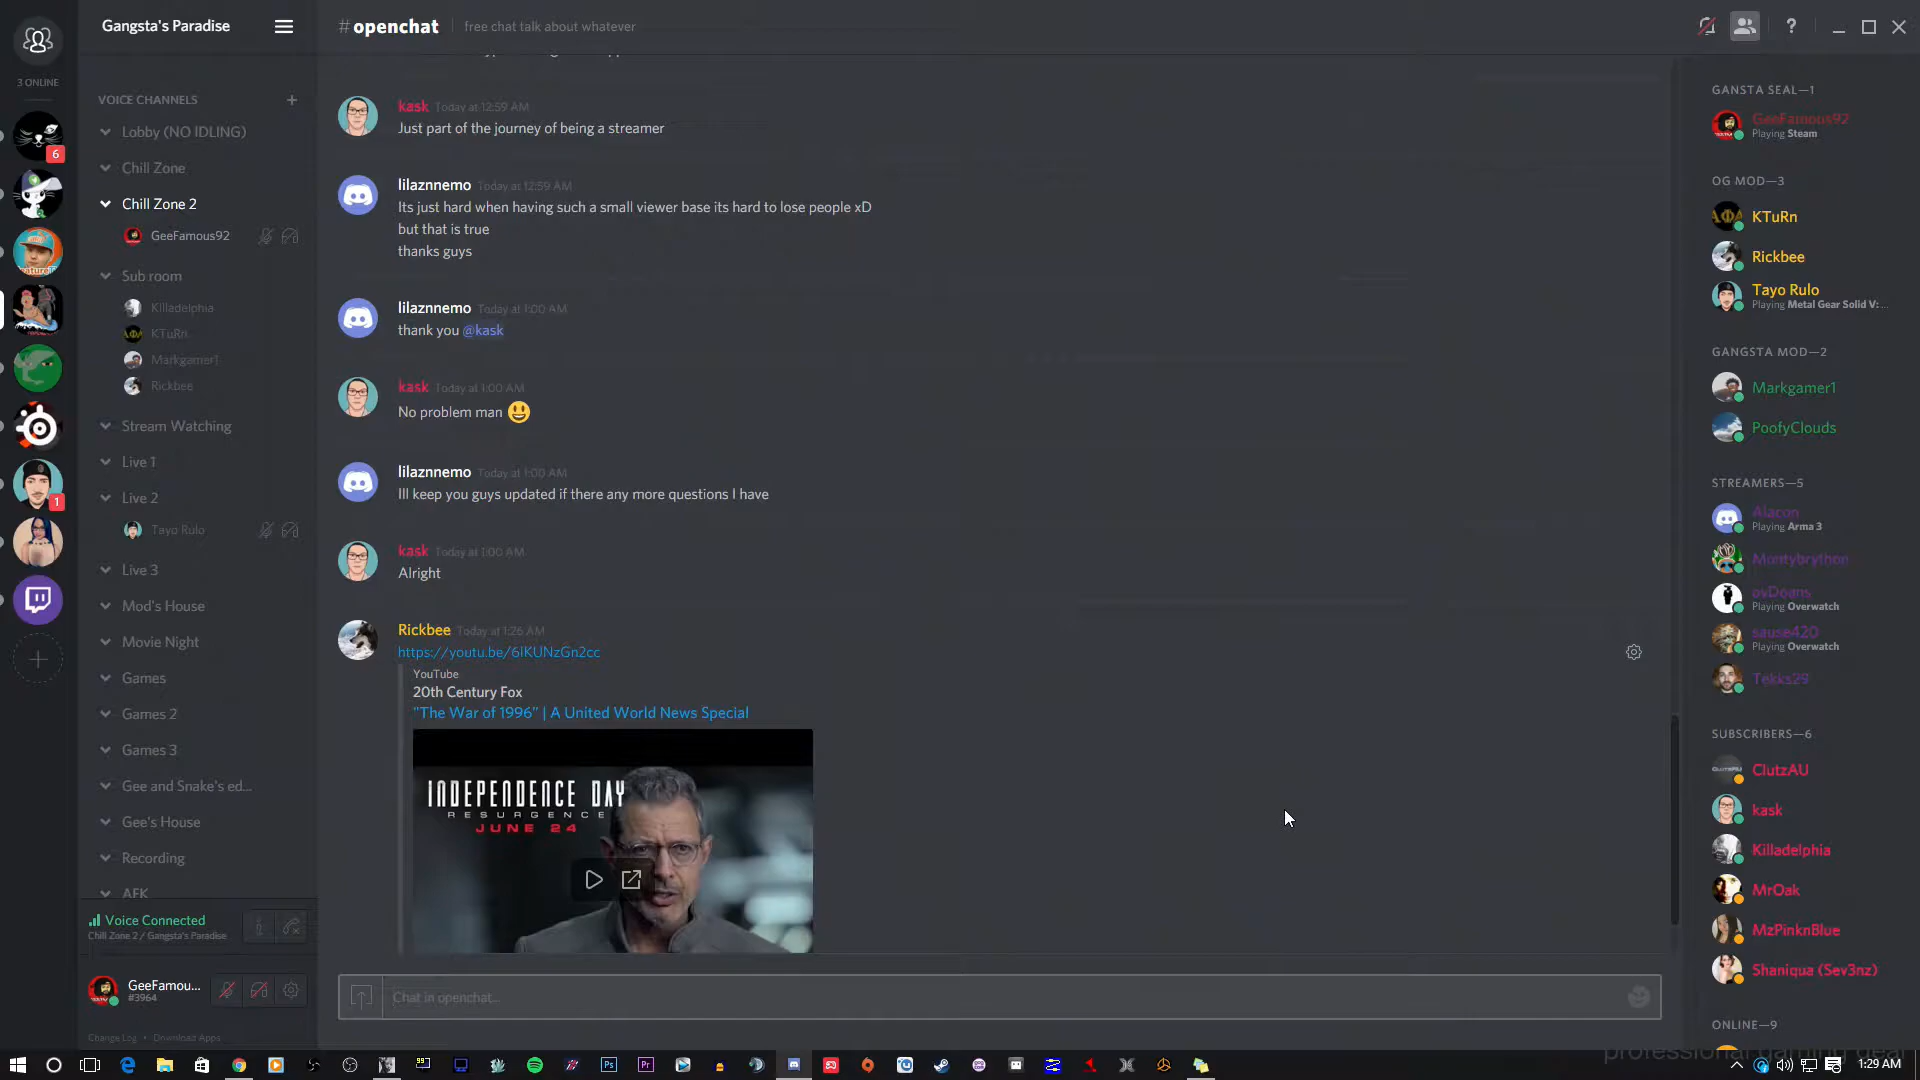 Gangsta's Paradise
#openchat
free chat talk about whatever
3 ONLINE
6
1
VOICE CHANNELS
Lobby (NO IDLING)
Chill Zone
Chill Zone 2
GeeFamous92
Sub room
Killadelphia
KTuRn
Markgamer1
Rickbee
Stream Watching
Live 1
Live 2
Tayo Rulo
Live 3
Mod's House
Movie Night
Games
Games 2
Games 3
Gee and Snake's ed...
Gee's House
Recording
AFK
Voice Connected
Chill Zone 2 / Gangsta's Paradise
GeeFamou...
#3964
Change Log • Download Apps
kask Today at 12:59 AM
Just part of the journey of being a streamer
lilaznnemo Today at 12:59 AM
Its just hard when having such a small viewer base its hard to lose people xD
but that is true
thanks guys
lilaznnemo Today at 1:00 AM
thank you @kask
kask Today at 1:00 AM
No problem man
lilaznnemo Today at 1:00 AM
Ill keep you guys updated if there any more questions I have
kask Today at 1:00 AM
Alright
Rickbee Today at 1:26 AM
https://youtu.be/6IKUNzGn2cc
YouTube
20th Century Fox
"The War of 1996" | A United World News Special
INDEPENDENCE DAY
RESURGENCE
JUNE 24
Chat in openchat...
GANSTA SEAL—1
GeeFamous92
Playing Steam
OG MOD—3
KTuRn
Rickbee
Tayo Rulo
Playing Metal Gear Solid V: ...
GANGSTA MOD—2
Markgamer1
PoofyClouds
STREAMERS—5
Alacon
Playing Arma 3
Montybrython
ovDoans
Playing Overwatch
sause420
Playing Overwatch
Tekks29
SUBSCRIBERS—6
ClutzAU
kask
Killadelphia
MrOak
MzPinknBlue
Shaniqua (Sev3nz)
ONLINE—9
professional gaming gear
1:29 AM